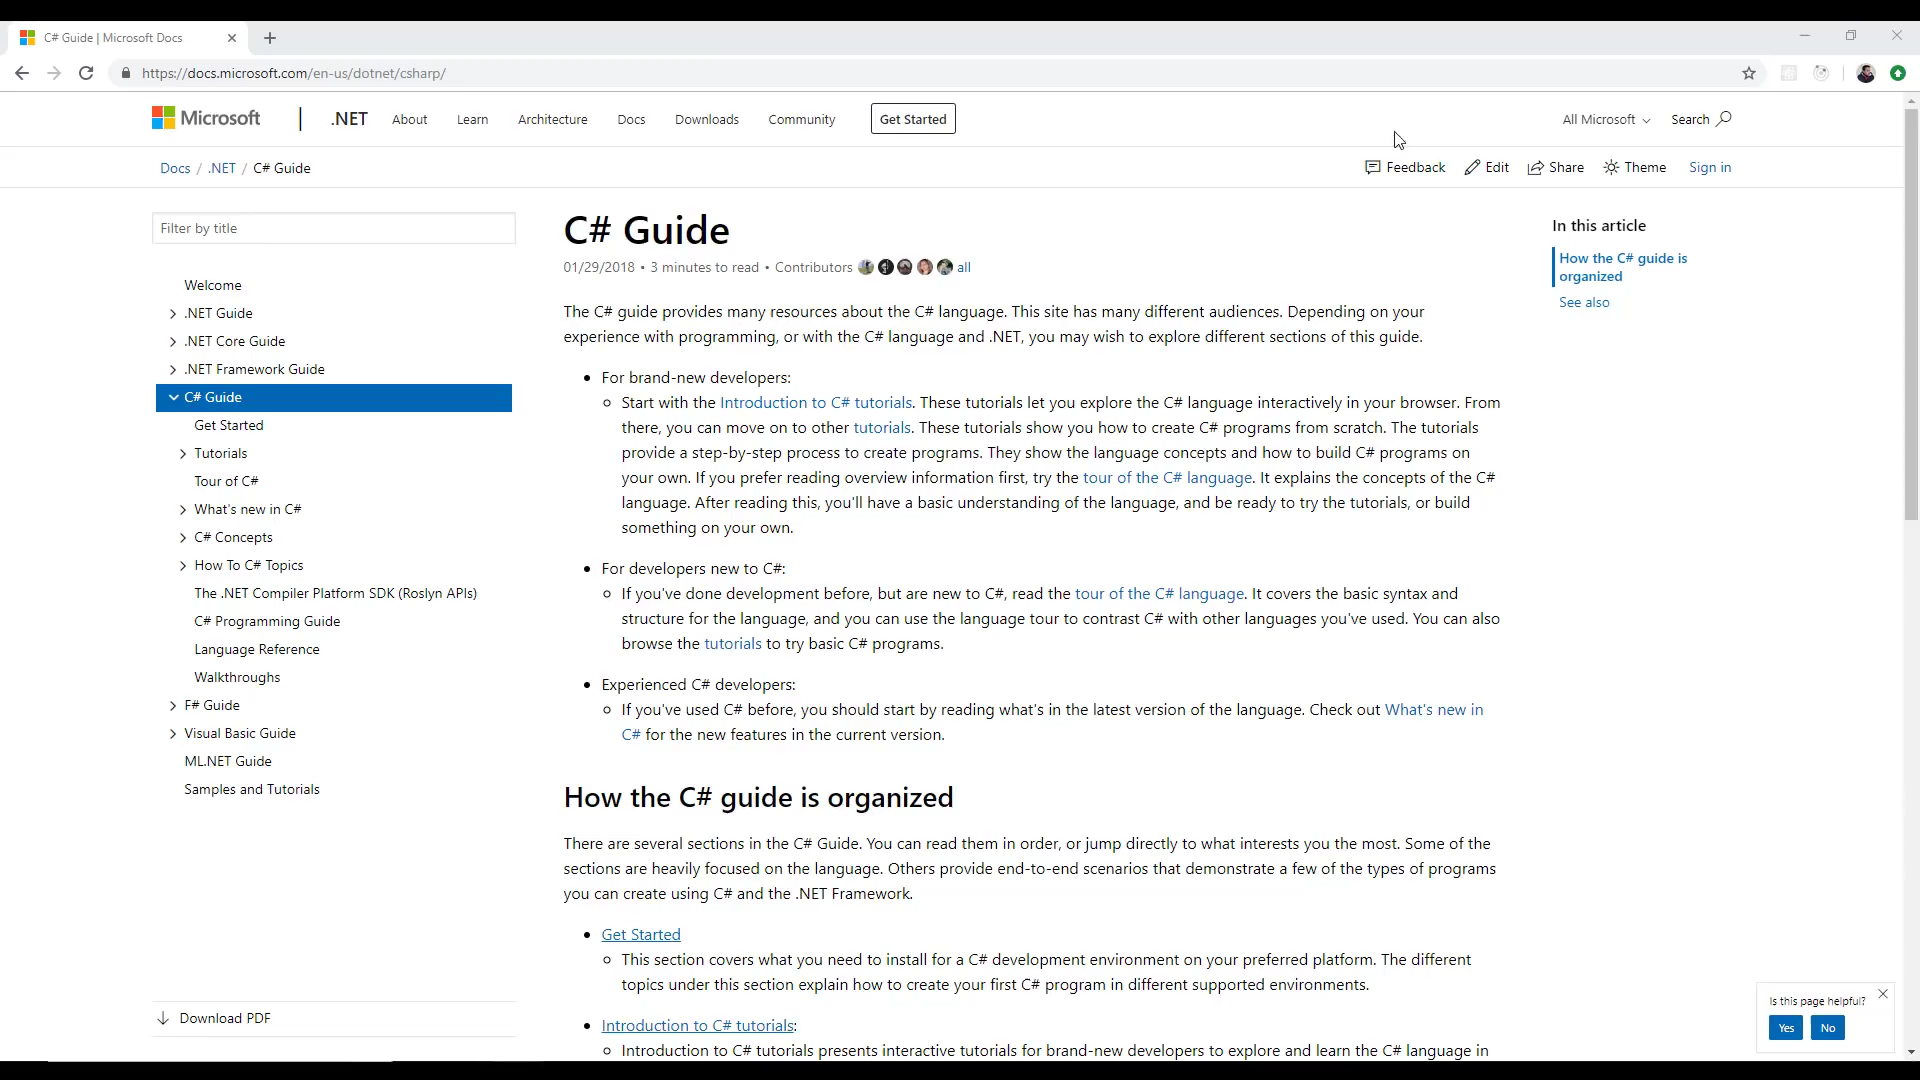 C# Guide | Microsoft Docs
https://docs.microsoft.com/en-us/dotnet/csharp/
Microsoft .NET About Learn Architecture Docs Downloads Community Get Started All Microsoft Search
Docs / .NET / C# Guide Feedback Edit Share Theme Sign in
Filter by title
Welcome
.NET Guide
.NET Core Guide
.NET Framework Guide
C# Guide
Get Started
Tutorials
Tour of C#
What's new in C#
C# Concepts
How To C# Topics
The .NET Compiler Platform SDK (Roslyn APIs)
C# Programming Guide
Language Reference
Walkthroughs
F# Guide
Visual Basic Guide
ML.NET Guide
Samples and Tutorials
Download PDF
C# Guide
01/29/2018 • 3 minutes to read • Contributors all
The C# guide provides many resources about the C# language. This site has many different audiences. Depending on your
experience with programming, or with the C# language and .NET, you may wish to explore different sections of this guide.
• For brand-new developers:
Start with the Introduction to C# tutorials. These tutorials let you explore the C# language interactively in your browser. From
there, you can move on to other tutorials. These tutorials show you how to create C# programs from scratch. The tutorials
provide a step-by-step process to create programs. They show the language concepts and how to build C# programs on
your own. If you prefer reading overview information first, try the tour of the C# language. It explains the concepts of the C#
language. After reading this, you'll have a basic understanding of the language, and be ready to try the tutorials, or build
something on your own.
• For developers new to C#:
If you've done development before, but are new to C#, read the tour of the C# language. It covers the basic syntax and
structure for the language, and you can use the language tour to contrast C# with other languages you've used. You can also
browse the tutorials to try basic C# programs.
• Experienced C# developers:
If you've used C# before, you should start by reading what's in the latest version of the language. Check out What's new in
C# for the new features in the current version.
How the C# guide is organized
There are several sections in the C# Guide. You can read them in order, or jump directly to what interests you the most. Some of the
sections are heavily focused on the language. Others provide end-to-end scenarios that demonstrate a few of the types of programs
you can create using C# and the .NET Framework.
• Get Started
This section covers what you need to install for a C# development environment on your preferred platform. The different
topics under this section explain how to create your first C# program in different supported environments.
• Introduction to C# tutorials:
Introduction to C# tutorials presents interactive tutorials for brand-new developers to explore and learn the C# language in
In this article
How the C# guide is
organized
See also
Is this page helpful?
Yes No